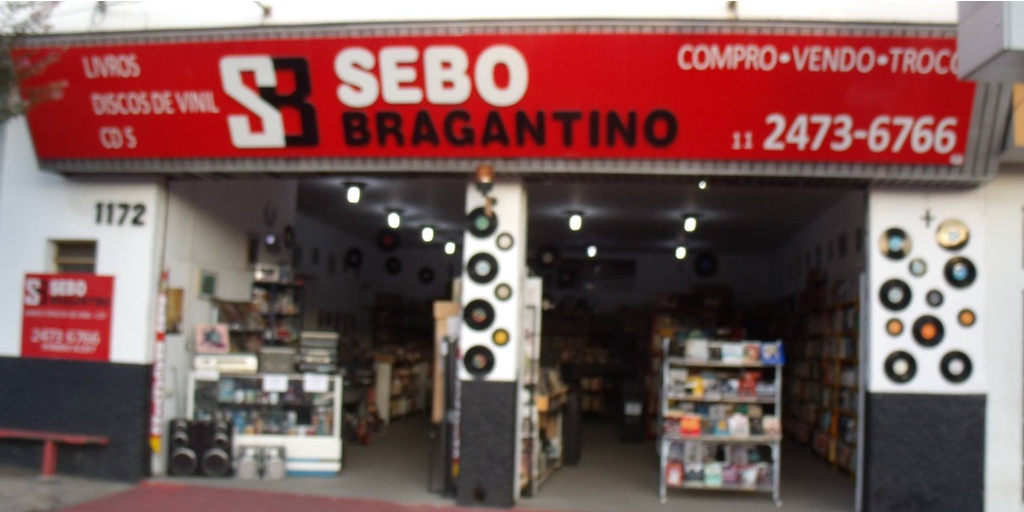 LIVROS
DISCOS DE VINIL
CD S
SB
SEBO
BRAGANTINO
COMPRO•VENDO•TROCO
11 2473-6766
1172
SB SEBO
BRAGANTINO
2473 6766